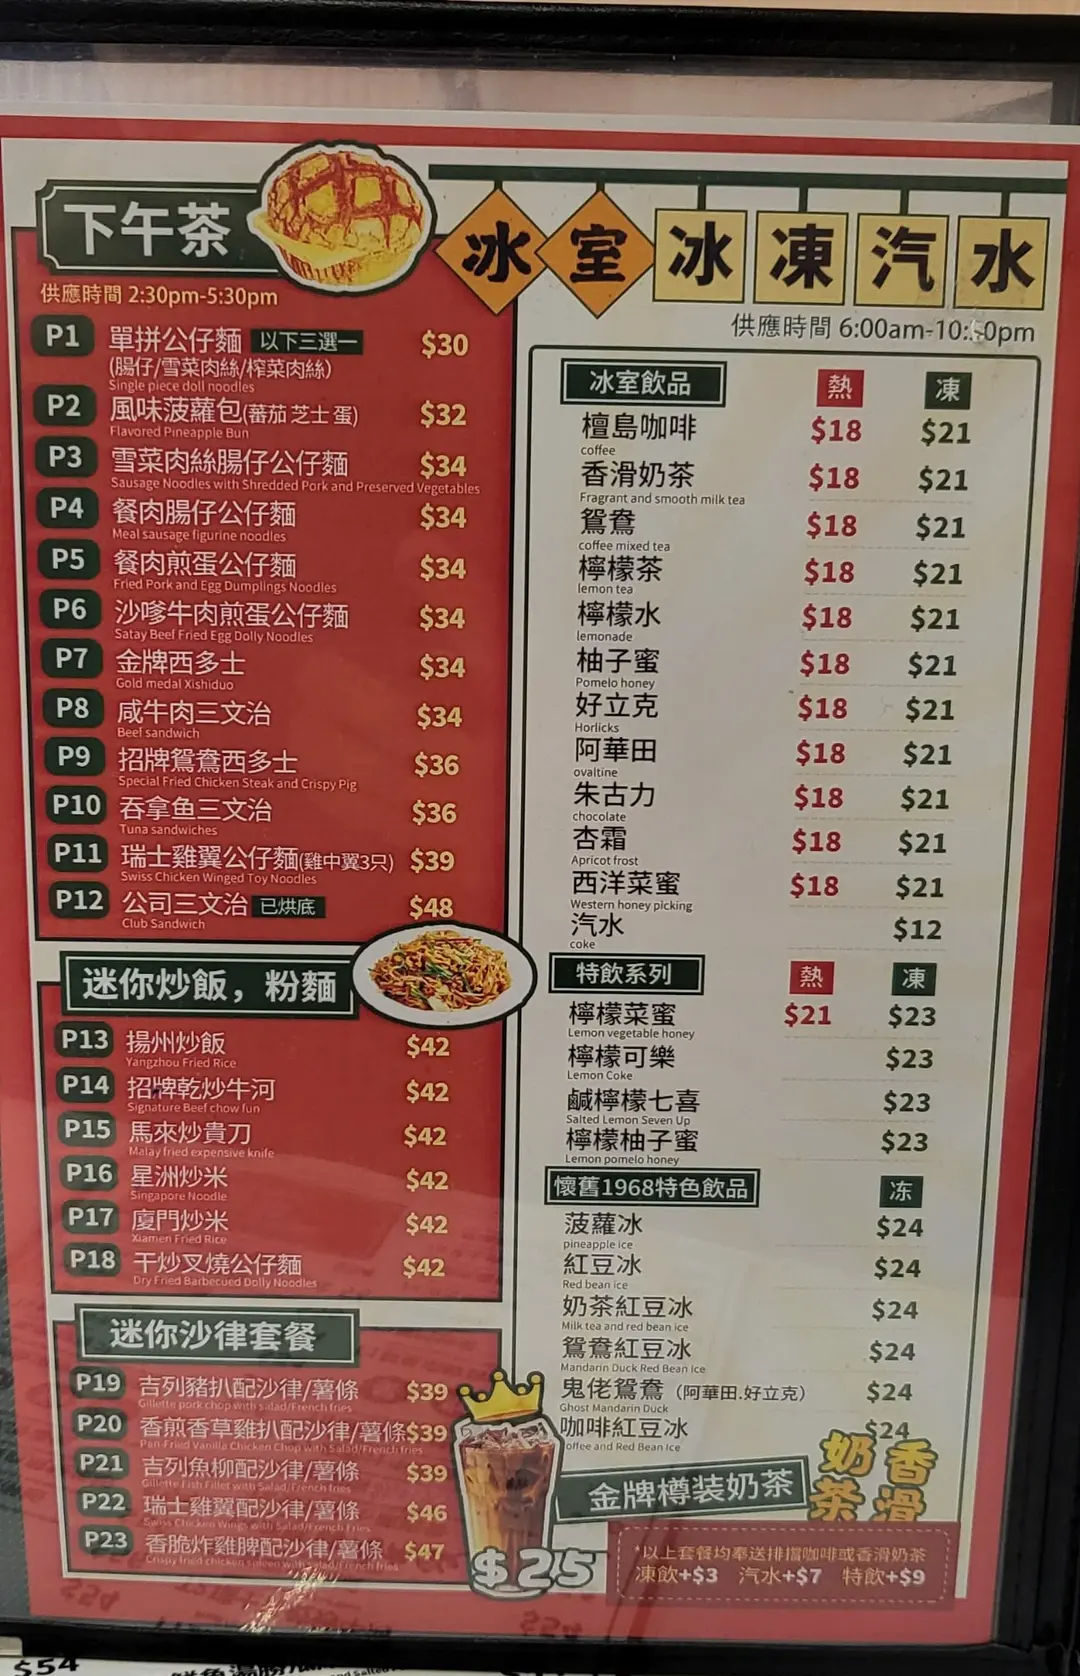 下午茶
供應時間 2:30pm-5:30pm
P1 單拼公仔麵 以下三選一 $30
(腸仔/雪菜肉絲/榨菜肉絲)
Single piece doll noodles
P2 風味菠蘿包(蕃茄 芝士 蛋) $32
Flavored Pineapple Bun
P3 雪菜肉絲腸仔公仔麵 $34
Sausage Noodles with Shredded Pork and Preserved Vegetables
P4 餐肉腸仔公仔麵 $34
Meal sausage figurine noodles
P5 餐肉煎蛋公仔麵 $34
Fried Pork and Egg Dumplings Noodles
P6 沙嗲牛肉煎蛋公仔麵 $34
Satay Beef Fried Egg Dolly Noodles
P7 金牌西多士 $34
Gold medal Xishiduo
P8 咸牛肉三文治 $34
Beef sandwich
P9 招牌鴛鴦西多士 $36
Special Fried Chicken Steak and Crispy Pig
P10 吞拿鱼三文治 $36
Tuna sandwiches
P11 瑞士雞翼公仔麵(雞中翼3只) $39
Swiss Chicken Winged Toy Noodles
P12 公司三文治 已烘底 $48
Club Sandwich
迷你炒飯，粉麵
P13 揚州炒飯 $42
Yangzhou Fried Rice
P14 招牌乾炒牛河 $42
Signature Beef chow fun
P15 馬來炒貴刀 $42
Malay fried expensive knife
P16 星洲炒米 $42
Singapore Noodle
P17 廈門炒米 $42
Xiamen Fried Rice
P18 干炒叉燒公仔麵 $42
Dry Fried Barbecued Dolly Noodles
迷你沙律套餐
P19 吉列豬扒配沙律/薯條 $39
Gillette pork chop with salad/French fries
P20 香煎香草雞扒配沙律/薯條 $39
Pan-Fried Vanilla Chicken Chop with Salad/French fries
P21 吉列魚柳配沙律/薯條 $39
Gillette Fish Fillet with Salad/French fries
P22 瑞士雞翼配沙律/薯條 $46
Swiss Chicken Wings with Salad/French Fries
P23 香脆炸雞脾配沙律/薯條 $47
Crispy fried chicken spleen with salad/French fries
冰室冰凍汽水
供應時間 6:00am-10: 0pm
冰室飲品 熱 凍
檀島咖啡 $18 $21
coffee
香滑奶茶 $18 $21
Fragrant and smooth milk tea
鴛鴦 $18 $21
coffee mixed tea
檸檬茶 $18 $21
lemon tea
檸檬水 $18 $21
lemonade
柚子蜜 $18 $21
Pomelo honey
好立克 $18 $21
Horlicks
阿華田 $18 $21
ovaltine
朱古力 $18 $21
chocolate
杏霜 $18 $21
Apricot frost
西洋菜蜜 $18 $21
Western honey picking
汽水 $12
coke
特飲系列 熱 凍
檸檬菜蜜 $21 $23
Lemon vegetable honey
檸檬可樂 $23
Lemon Coke
鹹檸檬七喜 $23
Salted Lemon Seven Up
檸檬柚子蜜 $23
Lemon pomelo honey
懷舊1968特色飲品 冻
菠蘿冰 $24
pineapple ice
紅豆冰 $24
Red bean ice
奶茶紅豆冰 $24
Milk tea and red bean ice
鴛鴦紅豆冰 $24
Mandarin Duck Red Bean Ice
鬼佬鴛鴦（阿華田.好立克） $24
Ghost Mandarin Duck
咖啡紅豆冰 $24
offee and Red Bean Ice
金牌樽装奶茶
香滑奶茶
$25
*以上套餐均奉送排檔咖啡或香滑奶茶
凍飲+$3 汽水+$7 特飲+$9
$54